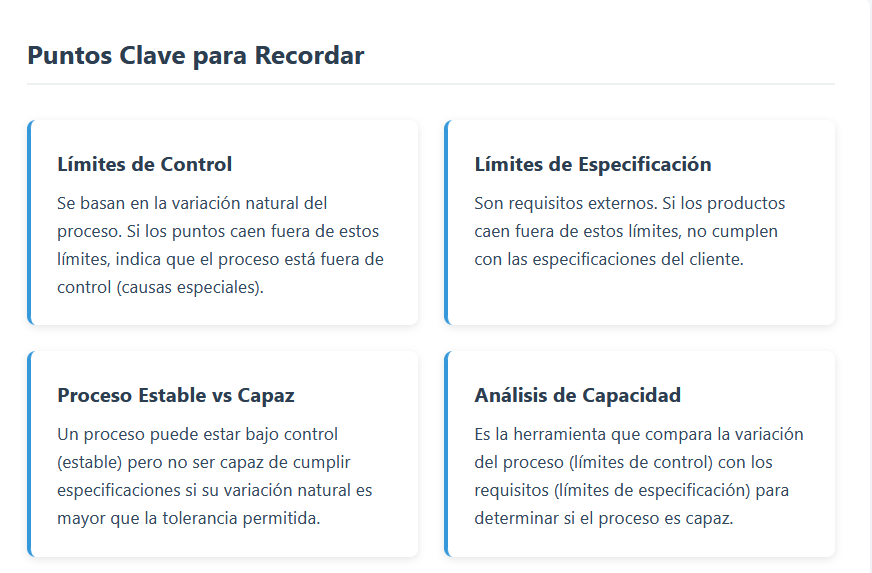 Puntos Clave para Recordar
Límites de Control
Se basan en la variación natural del
proceso. Si los puntos caen fuera de estos
límites, indica que el proceso está fuera de
control (causas especiales).
Límites de Especificación
Son requisitos externos. Si los productos
caen fuera de estos límites, no cumplen
con las especificaciones del cliente.
Proceso Estable vs Capaz
Un proceso puede estar bajo control
(estable) pero no ser capaz de cumplir
especificaciones si su variación natural es
mayor que la tolerancia permitida.
Análisis de Capacidad
Es la herramienta que compara la variación
del proceso (límites de control) con los
requisitos (límites de especificación) para
determinar si el proceso es capaz.